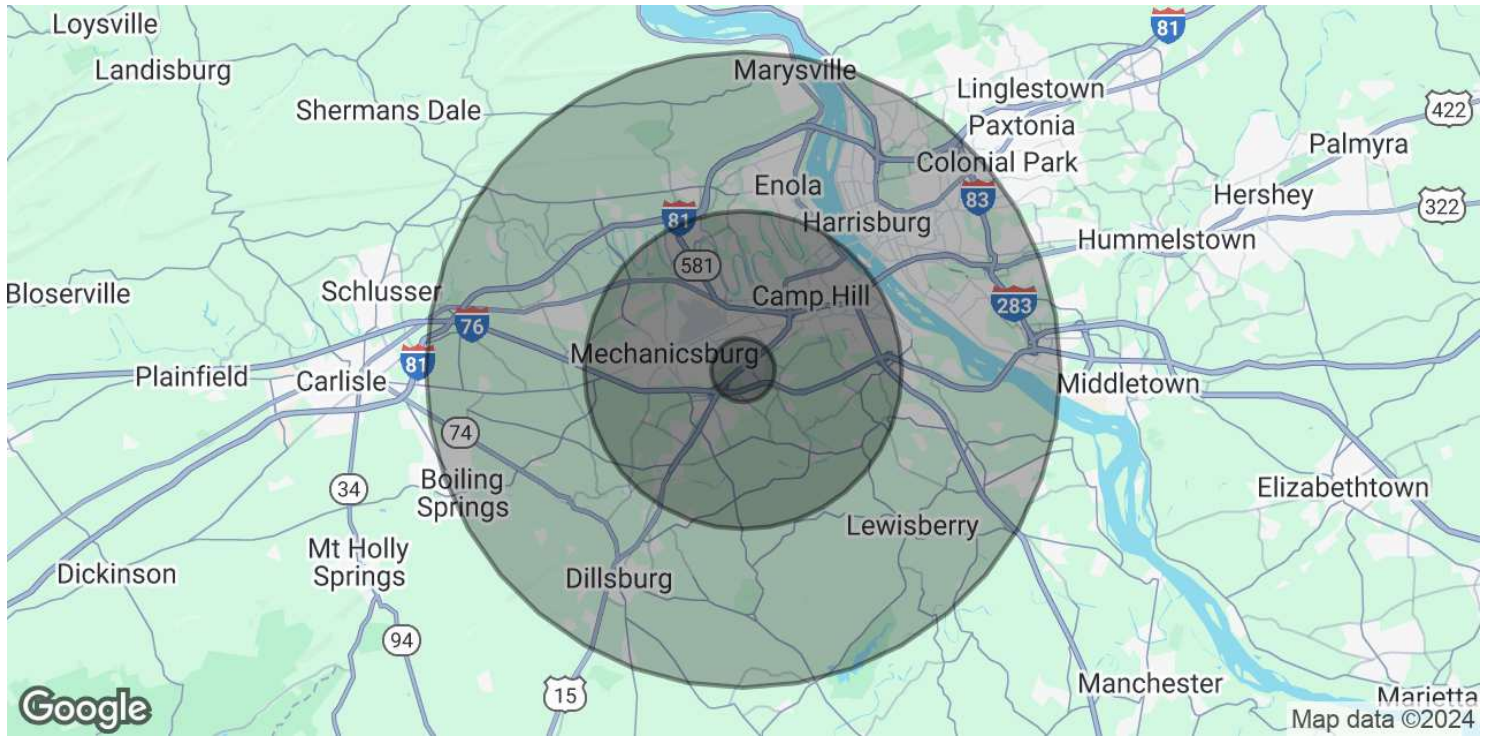 Loysville
Landisburg
Shermans Dale
Marysville
81
Linglestown
Paxtonia
Colonial Park
422
Palmyra
Enola
83
Hershey
322
81
Harrisburg
Hummelstown
581
Bloserville
Schlusser
Camp Hill
283
76
Mechanicsburg
81
Plainfield
Carlisle
Middletown
74
34
Boiling
Springs
Elizabethtown
Lewisberry
Mt Holly
Springs
Dickinson
Dillsburg
94
15
Manchester
Marietta
Google
Map data ©2024